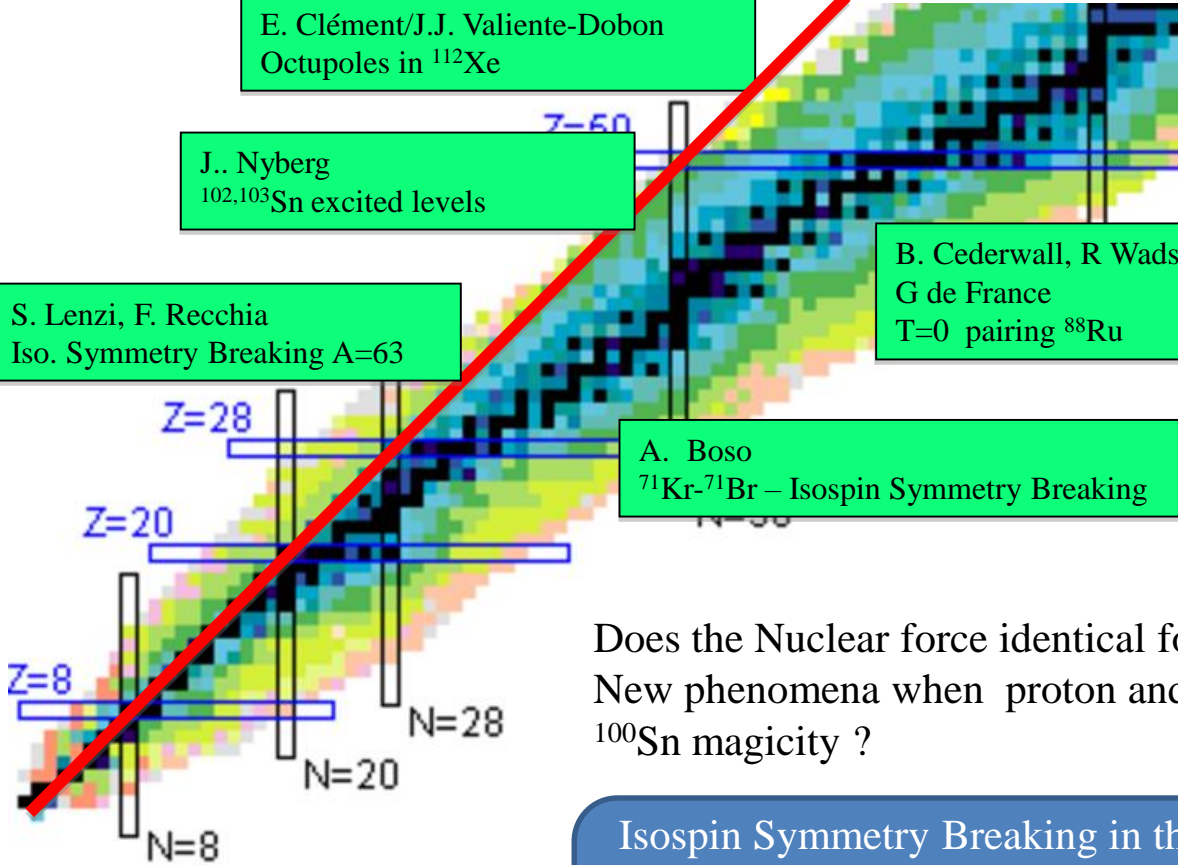 E. Clément/J.J. Valiente-Dobon
Octupoles in ¹¹²Xe
J.. Nyberg
¹⁰²,¹⁰³Sn excited levels
B. Cederwall, R Wads
G de France
T=0 pairing ⁸⁸Ru
S. Lenzi, F. Recchia
Iso. Symmetry Breaking A=63
Z=28
A. Boso
⁷¹Kr-⁷¹Br – Isospin Symmetry Breaking
Z=20
Does the Nuclear force identical fo
New phenomena when proton and
¹⁰⁰Sn magicity ?
Z=8
N=28
N=20
N=8
Isospin Symmetry Breaking in th